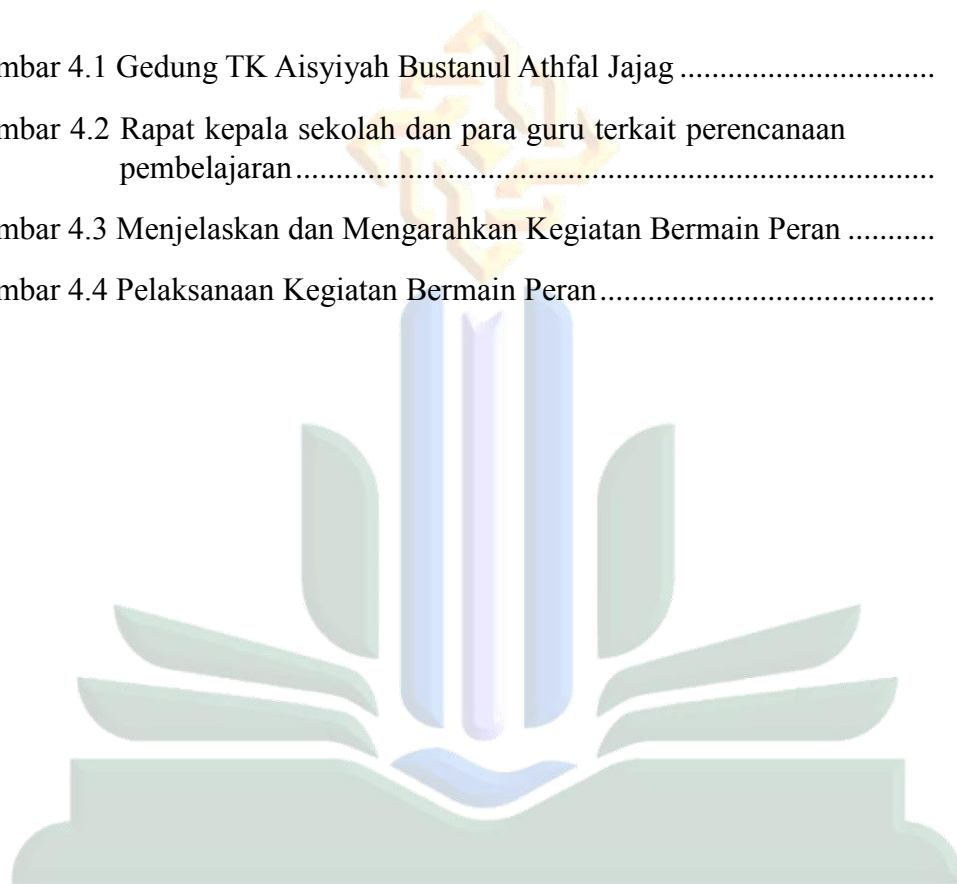 mbar 4.1 Gedung TK Aisyiyah Bustanul Athfal Jajag ................................
mbar 4.2 Rapat kepala sekolah dan para guru terkait perencanaan
pembelajaran................................................................................
mbar 4.3 Menjelaskan dan Mengarahkan Kegiatan Bermain Peran ...........
mbar 4.4 Pelaksanaan Kegiatan Bermain Peran..........................................